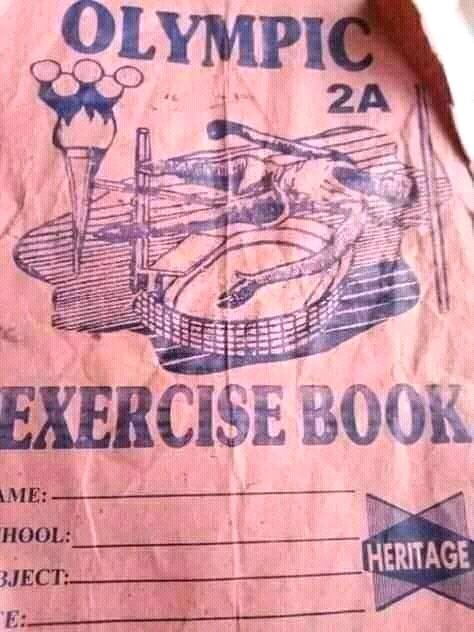 OLYMPIC
2A
EXERCISE BOOK
AME:
HOOL:
HERITAGE
BJECT:
E: